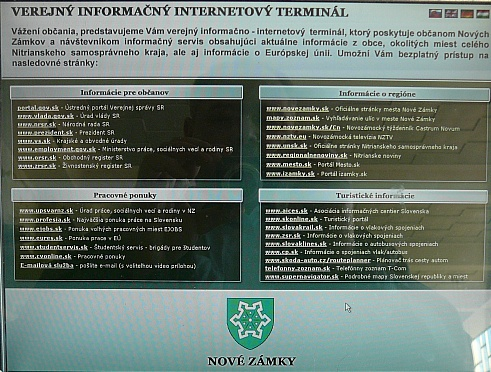 VEREJNÝ INFORMAČNÝ INTERNETOVÝ TERMINÁL
Vážení občania, predstavujeme Vám verejný Informačno - Internetový terminál, ktorý poskytuje občanom Nových
Zámkov a návštevníkom informačný servis obsahujúci aktuálne informácie z obce, okolitých miest celého
Nitrianskeho samosprávneho kraja, ale aj informácie o Európskej únii. Umožní Vám bezplatný prístup na
nasledovné stránky:
Informácie pre občanov
portal.gov.sk - Ústredný portál Verejnej správy SR
www.vlada.gov.sk - Úrad vlády SR
www.nrsr.sk - Národná rada SR
www.prezident.sk - Prezident SR
www.vs.sk - Krajské a obvodné úrady
www.employment.gov.sk - Ministerstvo práce, sociálnych vecí a rodiny SR
www.orsr.sk - Obchodný register SR
www.zrsr.sk - Živnostenský register SR
Informácie o regióne
www.novezamky.sk - Oficiálne stránky mesta Nové Zámky
mapy.zoznam.sk - Vyhľadávanie ulíc v meste Nové Zámky
www.novezamky.sk/Cn - Novozámocký týždenník Castrum Novum
www.nztv.eu - Novozámocká televízia NZTV
www.unsk.sk - Oficiálne stránky Nitrianskeho samosprávneho kraja
www.regionalnenoviny.sk - Nitrianske noviny
www.mesto.sk - Portál Mesto.sk
www.izamky.sk - Portál izamky.sk
Pracovné ponuky
www.upsvarnz.sk - Úrad práce, sociálnych vecí a rodiny v NZ
www.profesia.sk - Najväčšia ponuka práce na Slovensku
www.ejobs.sk - Ponuka voľných pracovných miest EJOBS
www.eures.sk - Ponuka práce v EÚ
www.studentservis.sk - Študentský servis - brigády pre študentov
www.cvonline.sk - Pracovné ponuky
E-mailová služba - pošlite e-mail (s voliteľnou video prílohou)
Turistické informácie
www.aices.sk - Asociácia informačných centier Slovenska
www.skonline.sk - Turistický portál
www.slovakrail.sk - Informácie o vlakových spojeniach
www.zsr.sk - Informácie o vlakových spojeniach
www.slovaklines.sk - Informácie o autobusových spojeniach
www.cp.sk - Informácie o spojeniach vlak/autobus
www.skoda-auto.cz/routeplanner - Plánovač trás cesty autom
telefonny.zoznam.sk - Telefónny zoznam T-Com
www.supernavigator.sk - Podrobné mapy Slovenskej republiky a miest
NOVÉ ZÁMKY